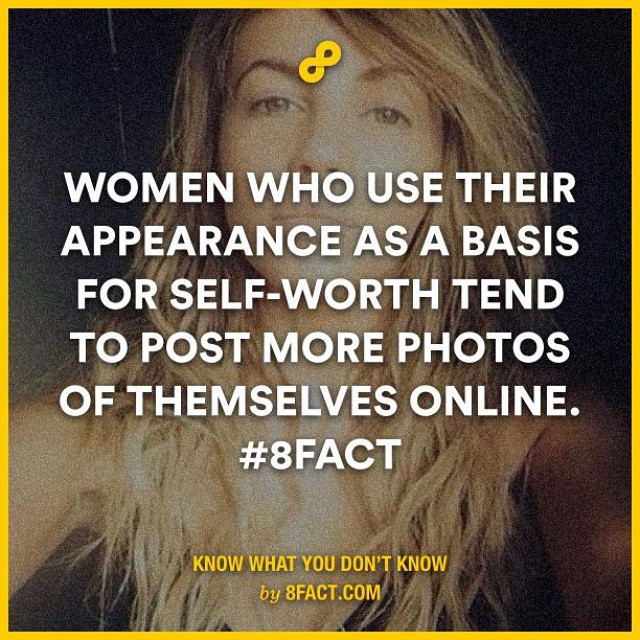 WOMEN WHO USE THEIR
APPEARANCE AS A BASIS
FOR SELF-WORTH TEND
TO POST MORE PHOTOS
OF THEMSELVES ONLINE.
#8FACT
KNOW WHAT YOU DON'T KNOW
by 8FACT.COM